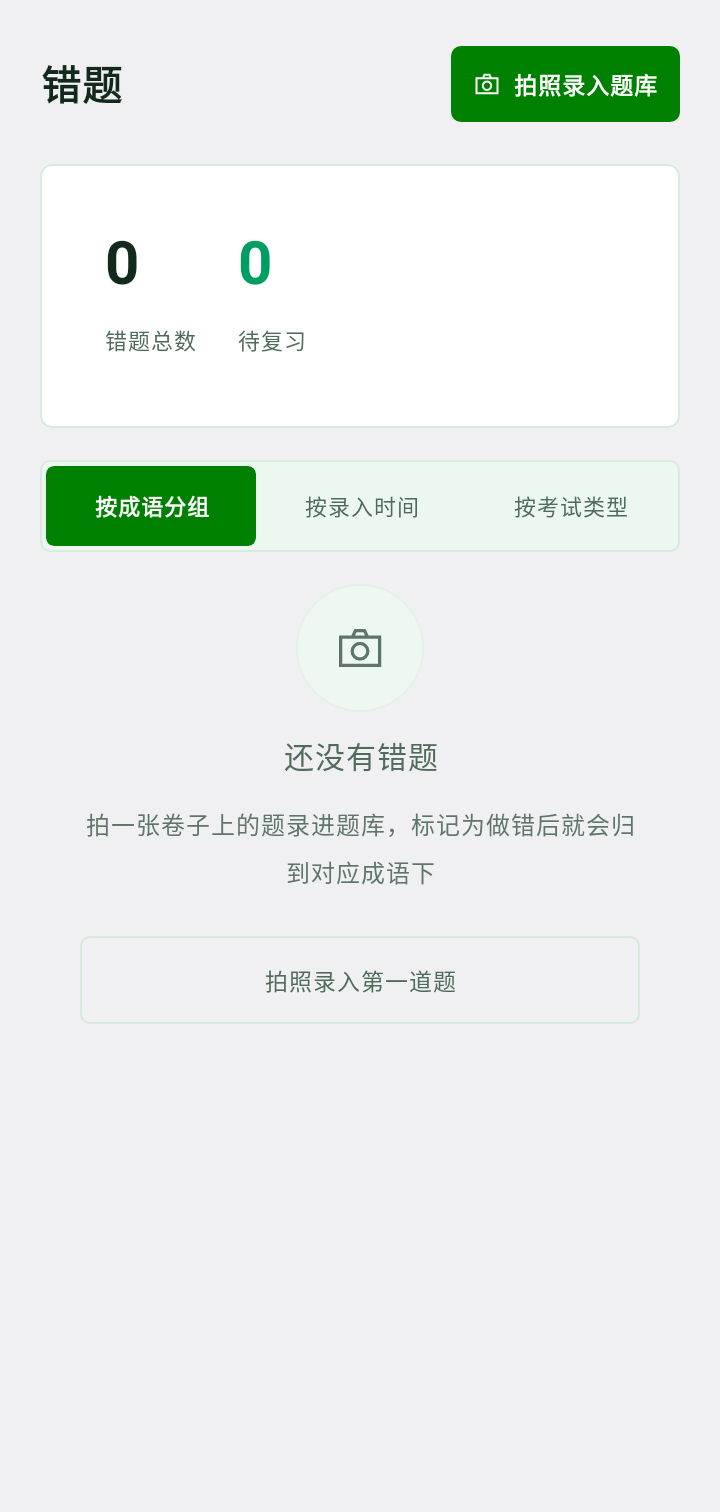 错题
拍照录入题库
0 0
错题总数 待复习
按成语分组 按录入时间 按考试类型
还没有错题
拍一张卷子上的题录进题库，标记为做错后就会归
到对应成语下
拍照录入第一道题